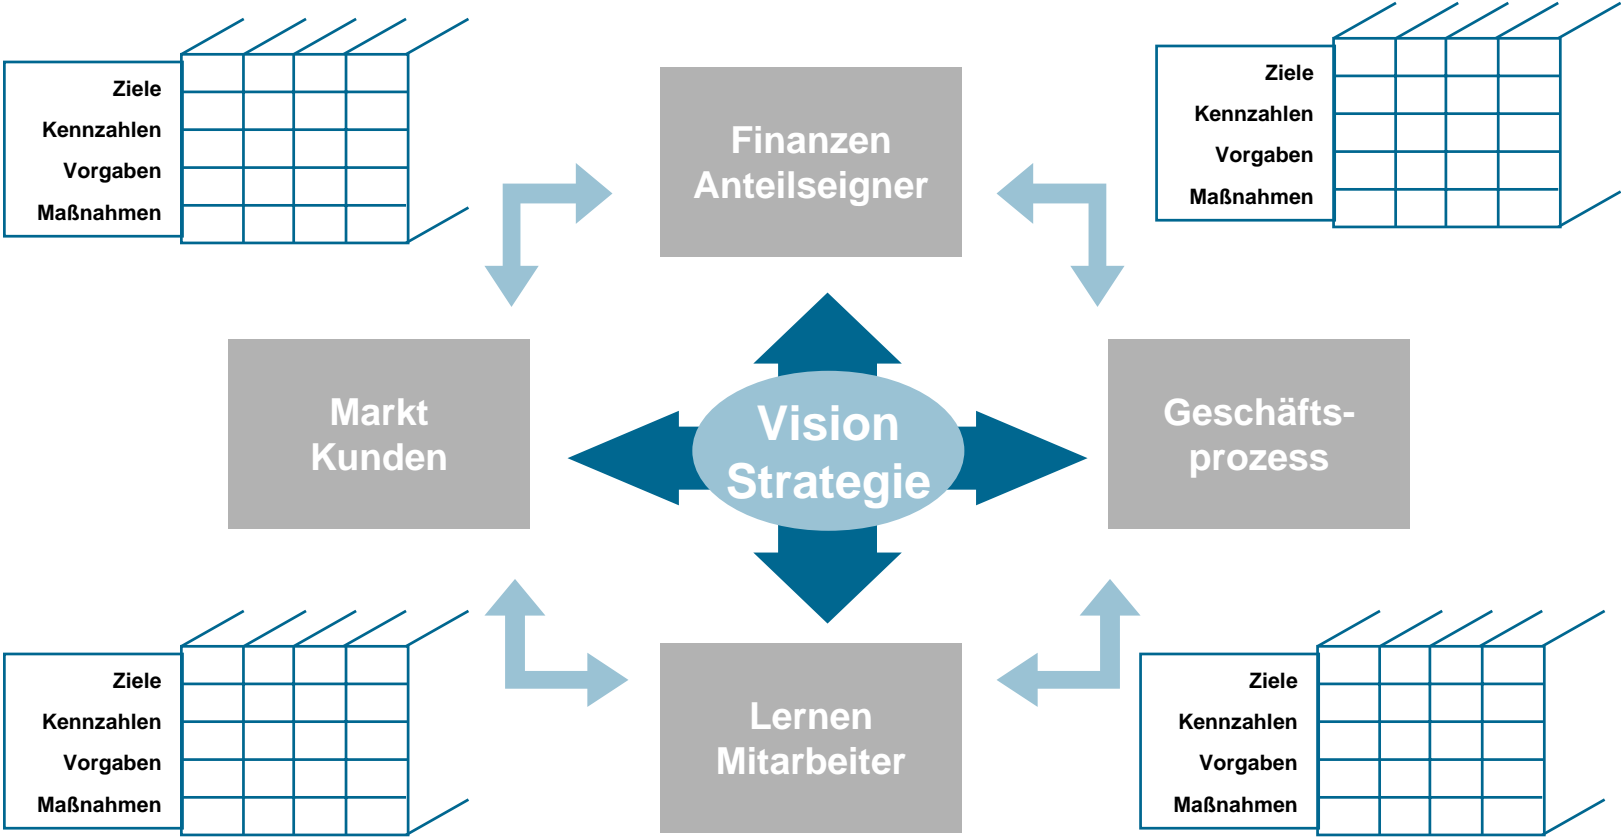 Ziele
Kennzahlen
Vorgaben
Maßnahmen
Finanzen
Anteilseigner
Ziele
Kennzahlen
Vorgaben
Maßnahmen
Markt
Kunden
Vision
Strategie
Geschäfts-
prozess
Ziele
Kennzahlen
Vorgaben
Maßnahmen
Lernen
Mitarbeiter
Ziele
Kennzahlen
Vorgaben
Maßnahmen